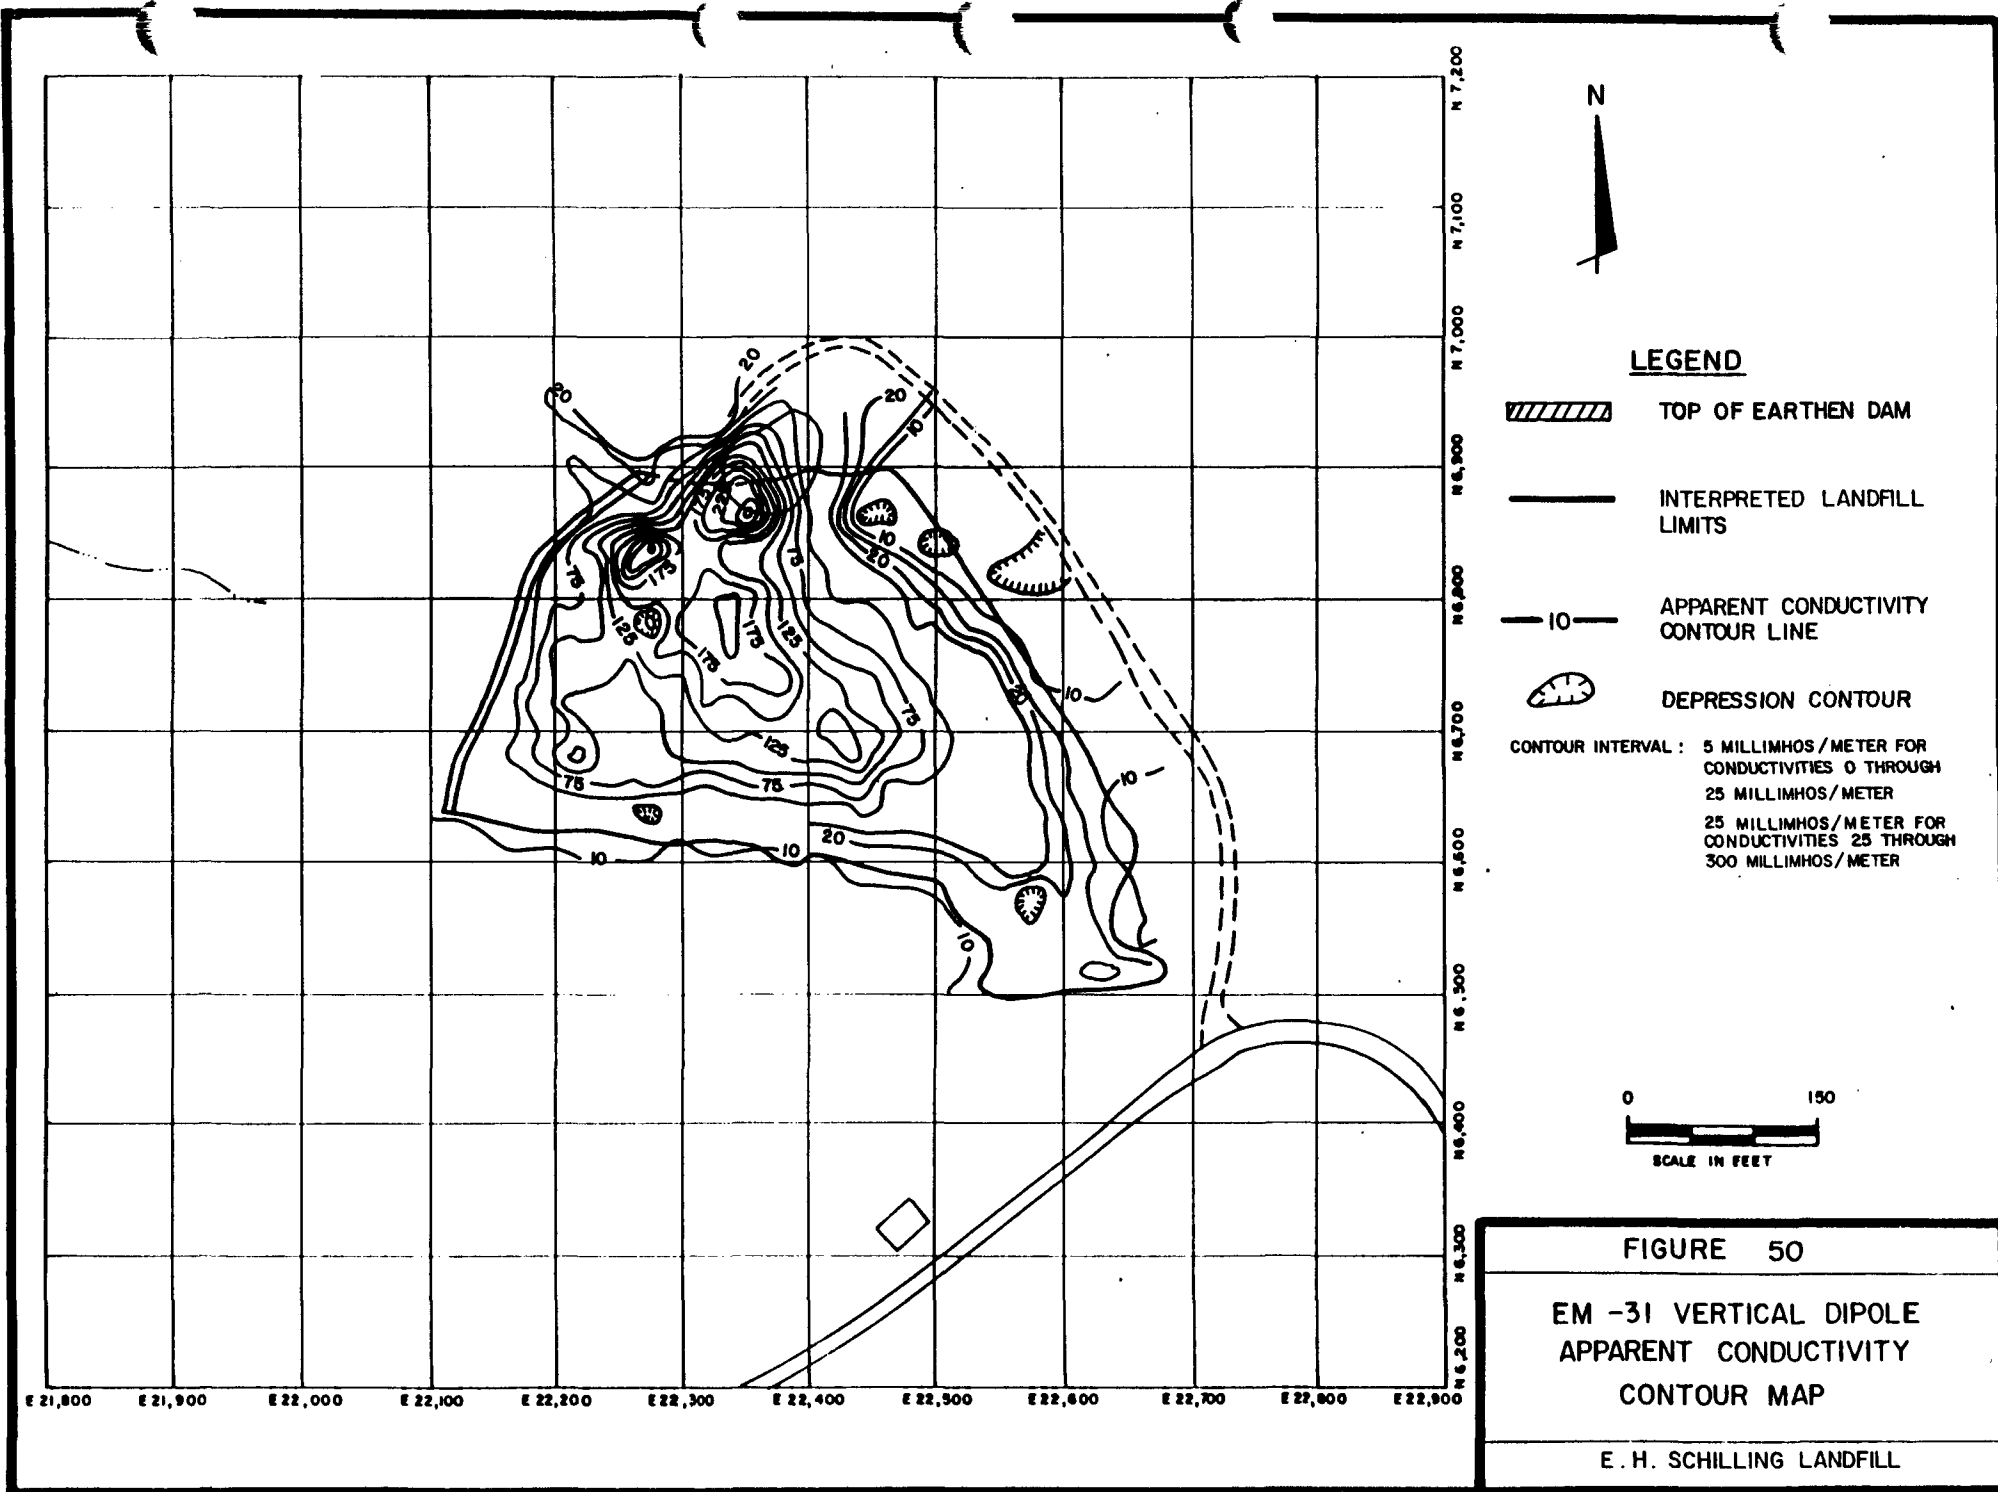 N
LEGEND
TOP OF EARTHEN DAM
INTERPRETED LANDFILL
LIMITS
10
APPARENT CONDUCTIVITY
CONTOUR LINE
DEPRESSION CONTOUR
CONTOUR INTERVAL : 5 MILLIMHOS/METER FOR
CONDUCTIVITIES 0 THROUGH
25 MILLIMHOS/METER
25 MILLIMHOS/METER FOR
CONDUCTIVITIES 25 THROUGH
300 MILLIMHOS/METER
0 150
SCALE IN FEET
FIGURE 50
EM -31 VERTICAL DIPOLE
APPARENT CONDUCTIVITY
CONTOUR MAP
E. H. SCHILLING LANDFILL
N 7,200
N 7,100
N 7,000
N 6,900
N 6,800
N 6,700
N 6,600
N 6,500
N 6,400
N 6,300
N 6,200
E 21,800 E 21,900 E 22,000 E 22,100 E 22,200 E 22,300 E 22,400 E 22,500 E 22,600 E 22,700 E 22,800 E 22,900
20
20
20
10
175
10
75
20
75
175
125
125
175
175
20
10
75
125
10
75
75
20
10
10
10